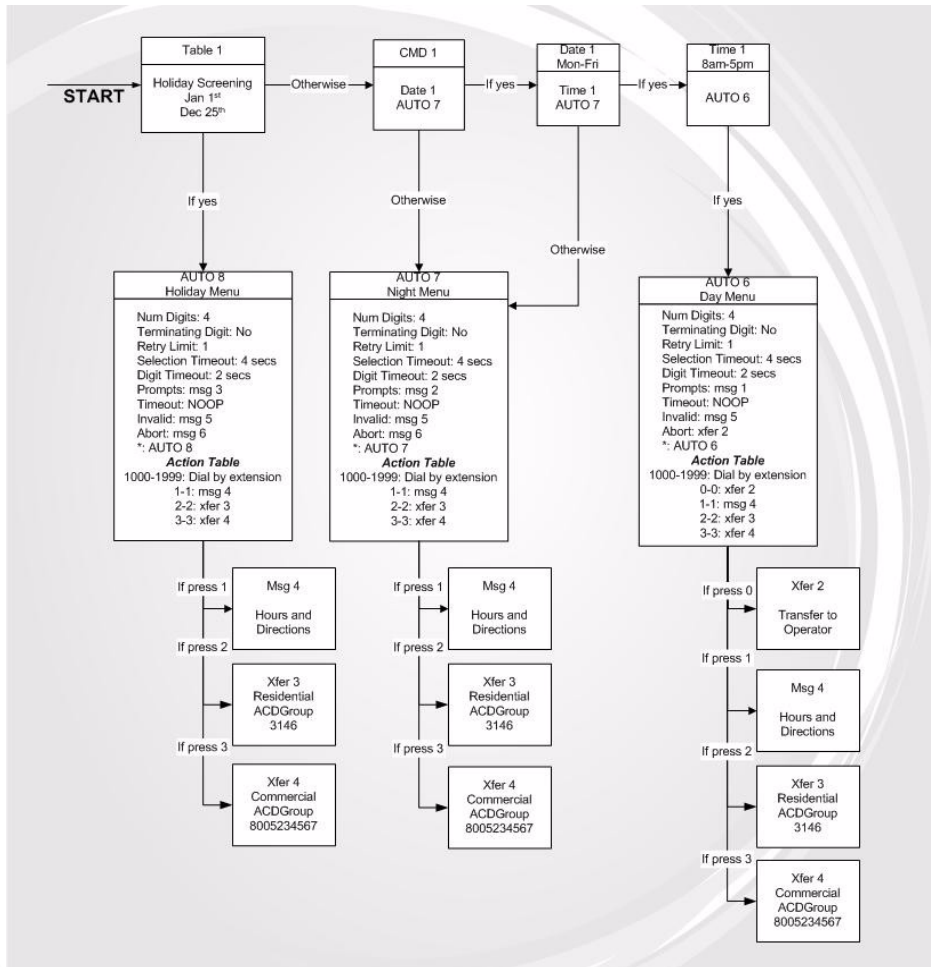 START
Table 1
Holiday Screening
Jan 1st
Dec 25th
Otherwise
CMD 1
Date 1
AUTO 7
If yes
Date 1
Mon-Fri
Time 1
AUTO 7
If yes
Time 1
8am-5pm
AUTO 6
If yes
Otherwise
Otherwise
If yes
AUTO 8
Holiday Menu
Num Digits: 4
Terminating Digit: No
Retry Limit: 1
Selection Timeout: 4 secs
Digit Timeout: 2 secs
Prompts: msg 3
Timeout: NOOP
Invalid: msg 5
Abort: msg 6
*: AUTO 8
Action Table
1000-1999: Dial by extension
1-1: msg 4
2-2: xfer 3
3-3: xfer 4
AUTO 7
Night Menu
Num Digits: 4
Terminating Digit: No
Retry Limit: 1
Selection Timeout: 4 secs
Digit Timeout: 2 secs
Prompts: msg 2
Timeout: NOOP
Invalid: msg 5
Abort: msg 6
*: AUTO 7
Action Table
1000-1999: Dial by extension
1-1: msg 4
2-2: xfer 3
3-3: xfer 4
AUTO 6
Day Menu
Num Digits: 4
Terminating Digit: No
Retry Limit: 1
Selection Timeout: 4 secs
Digit Timeout: 2 secs
Prompts: msg 1
Timeout: NOOP
Invalid: msg 5
Abort: xfer 2
*: AUTO 6
Action Table
1000-1999: Dial by extension
0-0: xfer 2
1-1: msg 4
2-2: xfer 3
3-3: xfer 4
If press 1
Msg 4
Hours and
Directions
If press 2
Xfer 3
Residential
ACDGroup
3146
If press 3
Xfer 4
Commercial
ACDGroup
8005234567
If press 1
Msg 4
Hours and
Directions
If press 2
Xfer 3
Residential
ACDGroup
3146
If press 3
Xfer 4
Commercial
ACDGroup
8005234567
If press 0
Xfer 2
Transfer to
Operator
If press 1
Msg 4
Hours and
Directions
If press 2
Xfer 3
Residential
ACDGroup
3146
If press 3
Xfer 4
Commercial
ACDGroup
8005234567